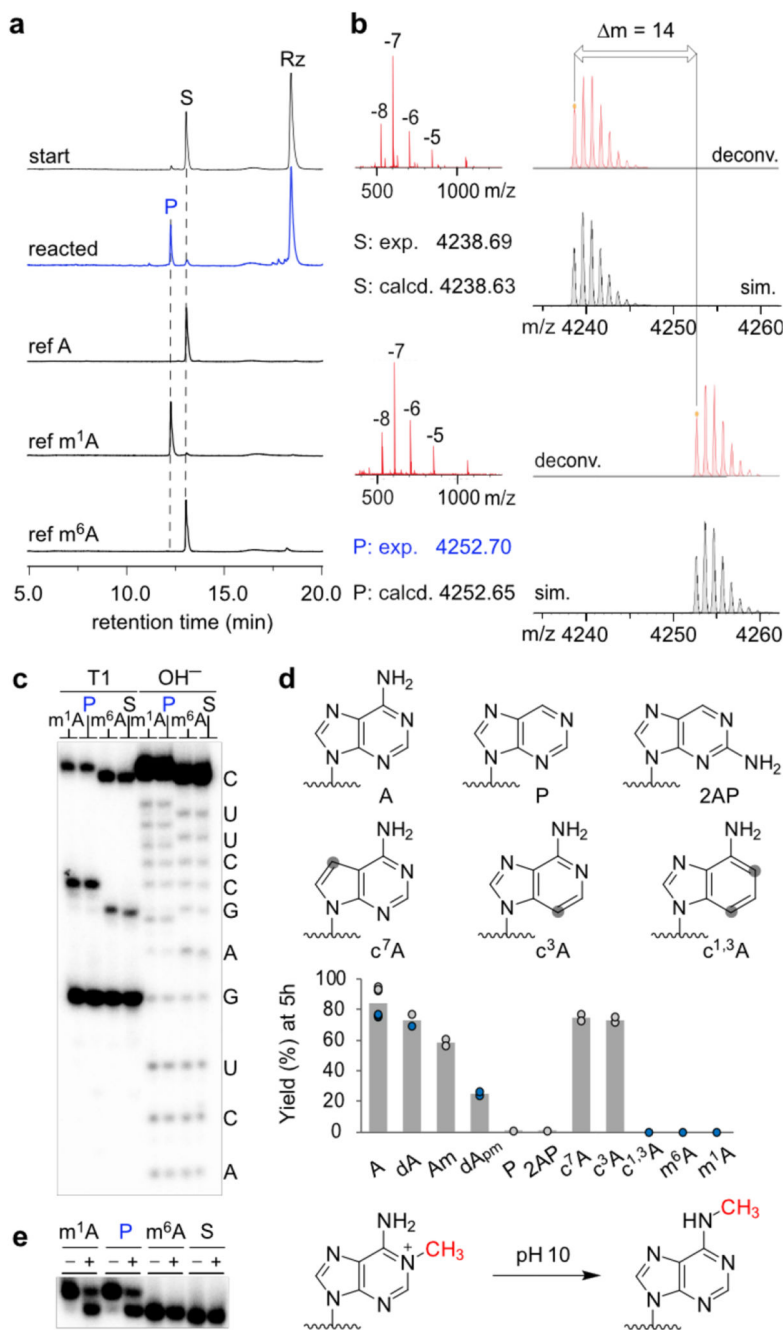 a
S
Rz
start
P
reacted
ref A
ref m¹A
ref m⁶A
5.0 10.0 15.0 20.0
retention time (min)
b
-7
-8
-6
-5
500 1000 m/z
Δm = 14
deconv.
S: exp. 4238.69
S: calcd. 4238.63
sim.
m/z 4240 4250 4260
-7
-8
-6
-5
500 1000 m/z
deconv.
P: exp. 4252.70
P: calcd. 4252.65
sim.
m/z 4240 4250 4260
c
T1 OH—
P S P S
m¹A m⁶A m¹A m⁶A
C
U
U
C
C
G
A
G
U
C
A
d
NH₂
N N
N N
A
N N
N N
P
N N
N N NH₂
2AP
NH₂
N
N N
c⁷A
NH₂
N N
N
c³A
NH₂
N
N
c¹,³A
Yield (%) at 5h
100
80
60
40
20
0
A dA Am dApm P 2AP c⁷A c³A c¹,³A m⁶A m¹A
e
m¹A P m⁶A S
– + – + – + – +
NH₂
N N + CH₃
N N
pH 10
HN CH₃
N N
N N